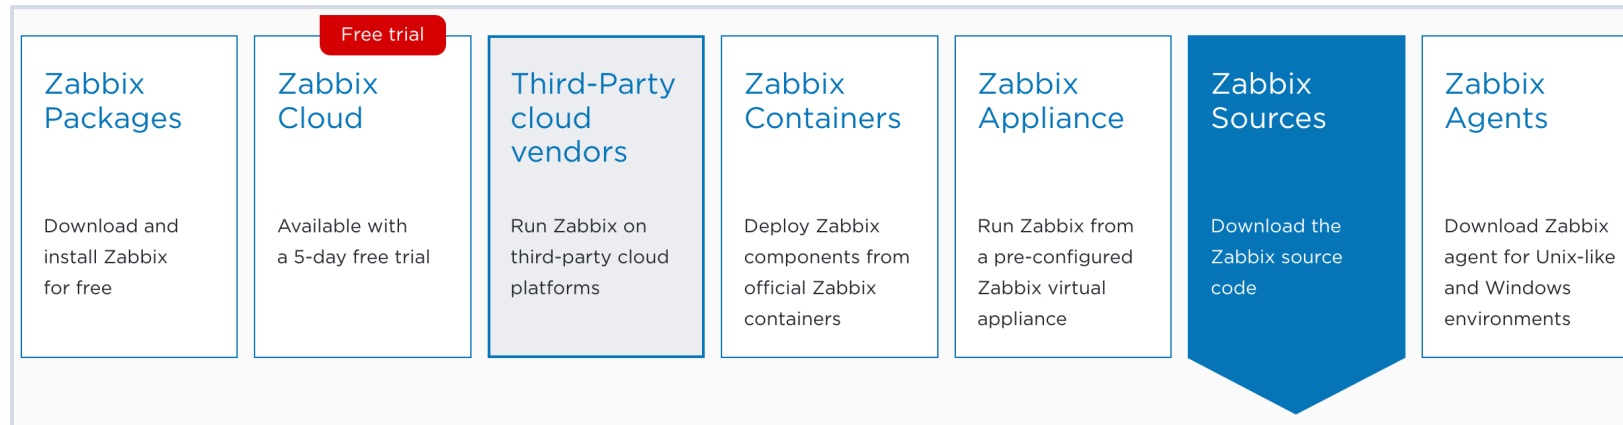 Free trial
Zabbix
Packages
Download and
install Zabbix
for free
Zabbix
Cloud
Available with
a 5-day free trial
Third-Party
cloud
vendors
Run Zabbix on
third-party cloud
platforms
Zabbix
Containers
Deploy Zabbix
components from
official Zabbix
containers
Zabbix
Appliance
Run Zabbix from
a pre-configured
Zabbix virtual
appliance
Zabbix
Sources
Download the
Zabbix source
code
Zabbix
Agents
Download Zabbix
agent for Unix-like
and Windows
environments